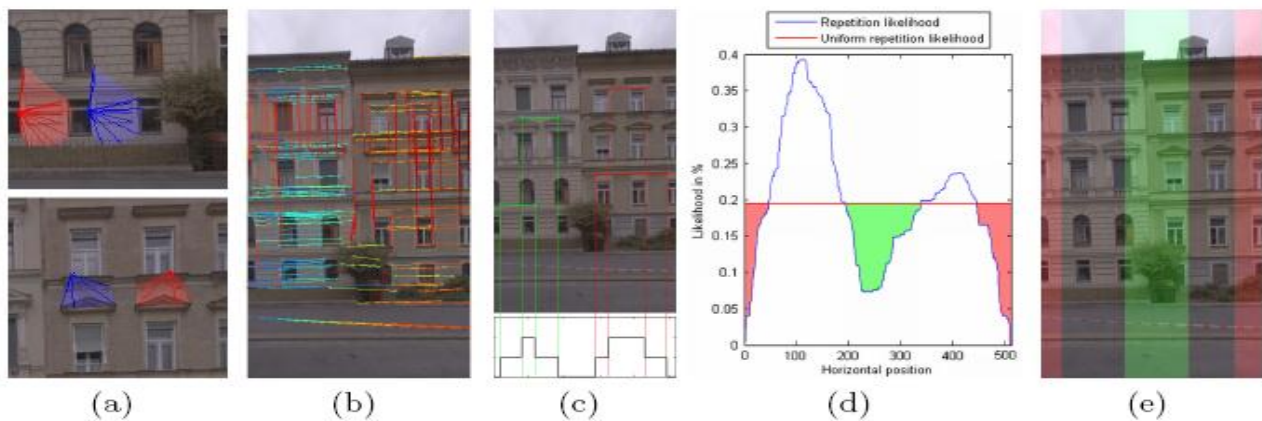 Repetition likelihood
Uniform repetition likelihood
0.4
0.35
0.3
0.25
0.2
0.15
0.1
0.05
0
Likelihood in %
0 100 200 300 400 500
Horizontal position
(a) (b) (c) (d) (e)